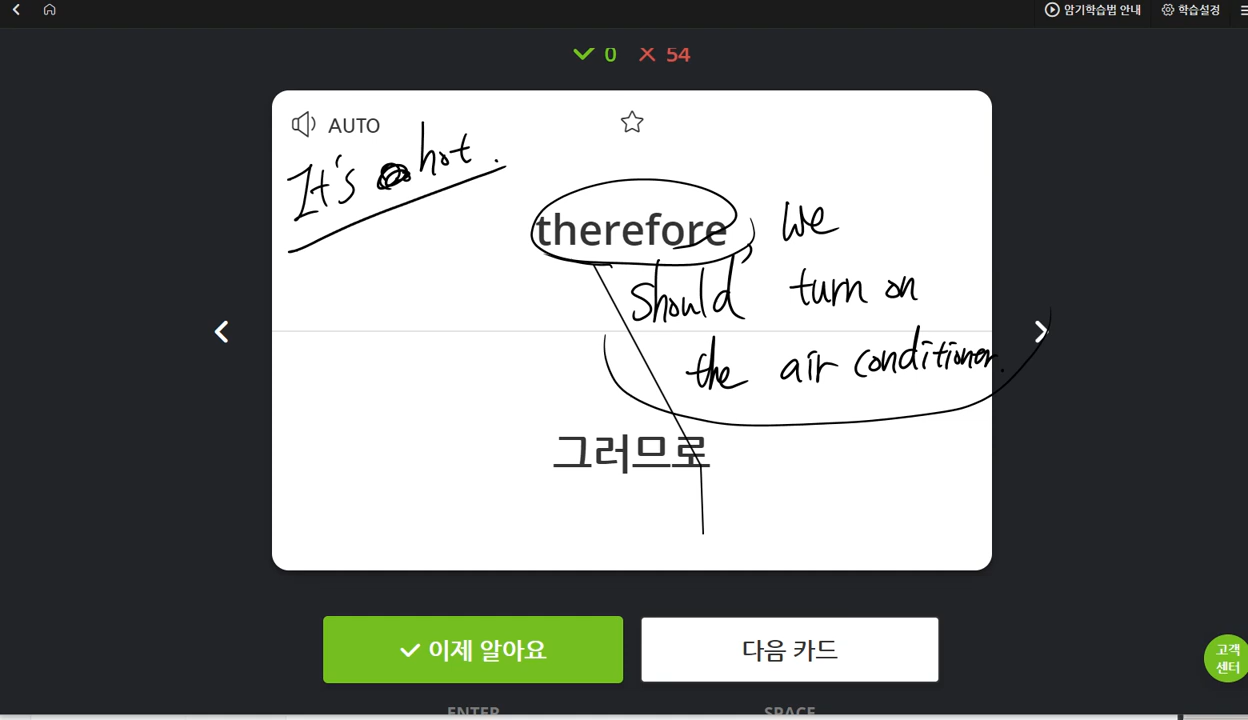 암기학습법 안내 학습설정
0 54
AUTO
It's hot.
therefore, we
should turn on
the air conditioner.
그러므로
이제 알아요 다음 카드
고객
센터
ENTER SPACE